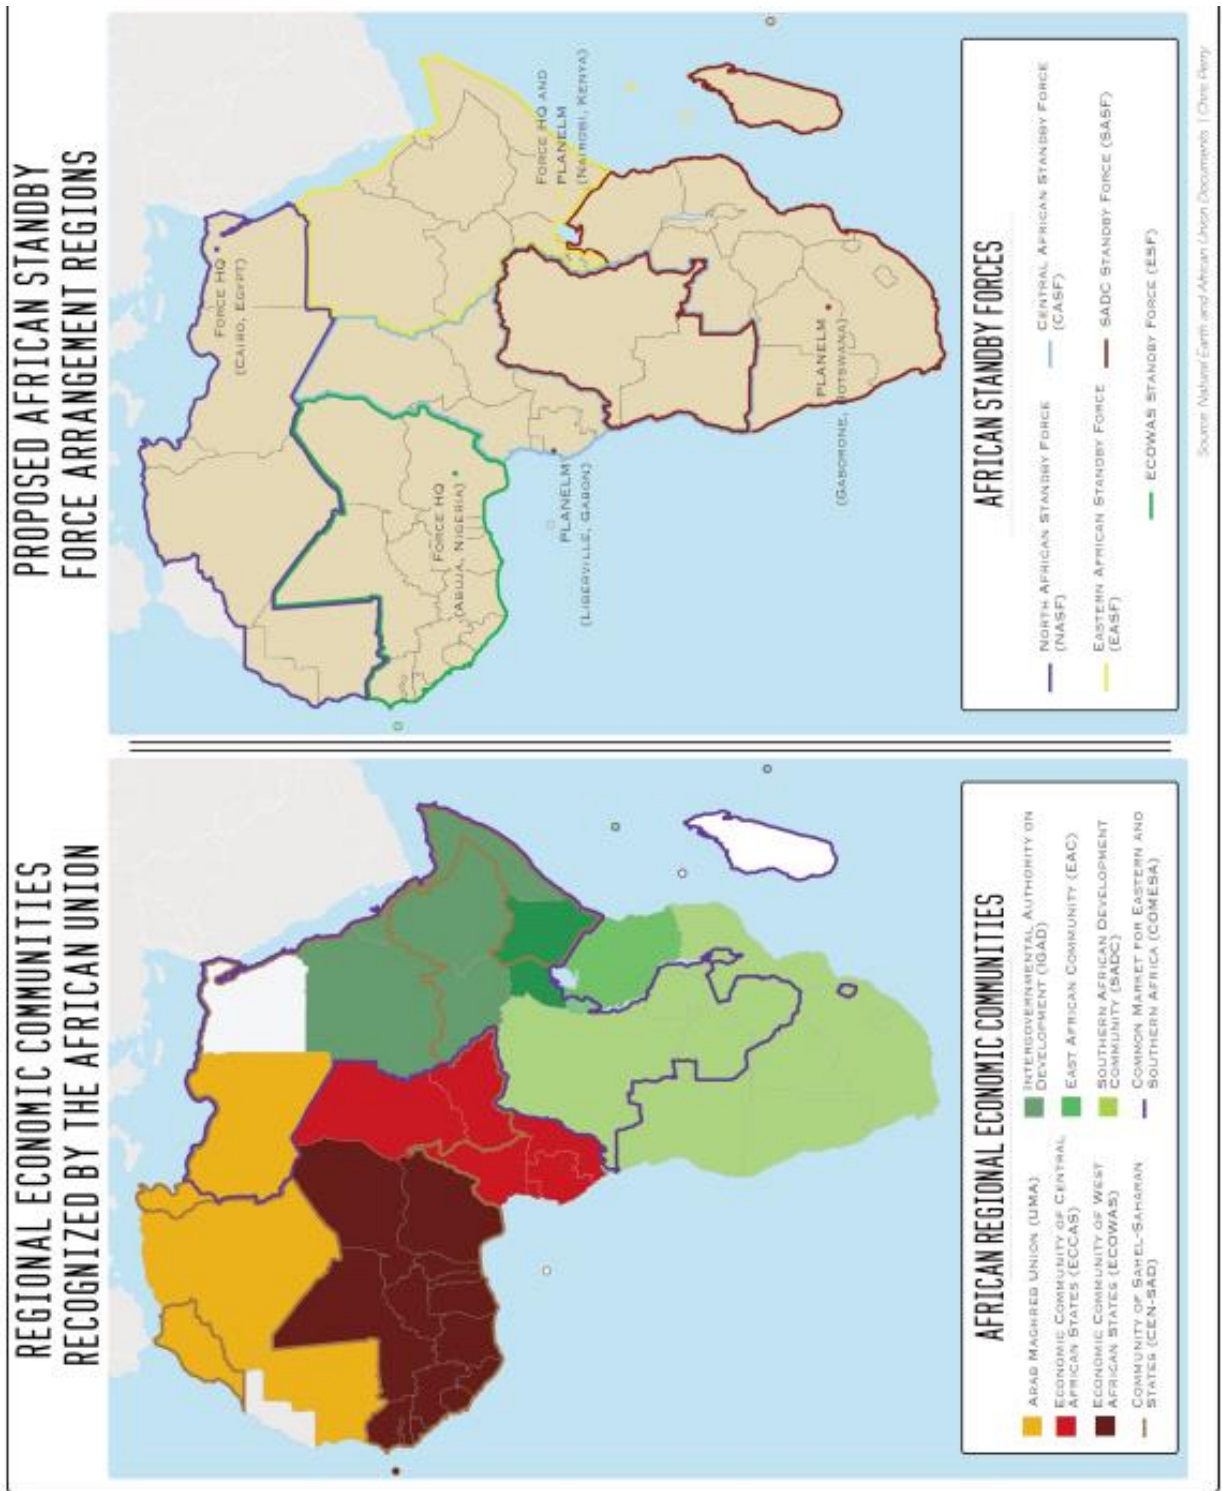 REGIONAL ECONOMIC COMMUNITIES
RECOGNIZED BY THE AFRICAN UNION
AFRICAN REGIONAL ECONOMIC COMMUNITIES
ARAB MAGHREB UNION (UMA)
ECONOMIC COMMUNITY OF CENTRAL
AFRICAN STATES (ECCAS)
ECONOMIC COMMUNITY OF WEST
AFRICAN STATES (ECOWAS)
COMMUNITY OF SAHEL-SAHARAN
STATES (CEN-SAD)
INTERGOVERNMENTAL AUTHORITY ON
DEVELOPMENT (IGAD)
EAST AFRICAN COMMUNITY (EAC)
SOUTHERN AFRICAN DEVELOPMENT
COMMUNITY (SADC)
COMMON MARKET FOR EASTERN AND
SOUTHERN AFRICA (COMESA)
PROPOSED AFRICAN STANDBY
FORCE ARRANGEMENT REGIONS
FORCE HQ
(CAIRO, EGYPT)
FORCE HQ
(ABUJA, NIGERIA)
FORCE HQ AND
PLANELM
(NAIROBI, KENYA)
PLANELM
(LIBERVILLE, GABON)
PLANELM
(GABORONE, BOTSWANA)
AFRICAN STANDBY FORCES
NORTH AFRICAN STANDBY FORCE
(NASF)
EASTERN AFRICAN STANDBY FORCE
(EASF)
CENTRAL AFRICAN STANDBY FORCE
(CASF)
SADC STANDBY FORCE (SASF)
ECOWAS STANDBY FORCE (ESF)
Source: Natural Earth and African Union Documents | Chris Perry